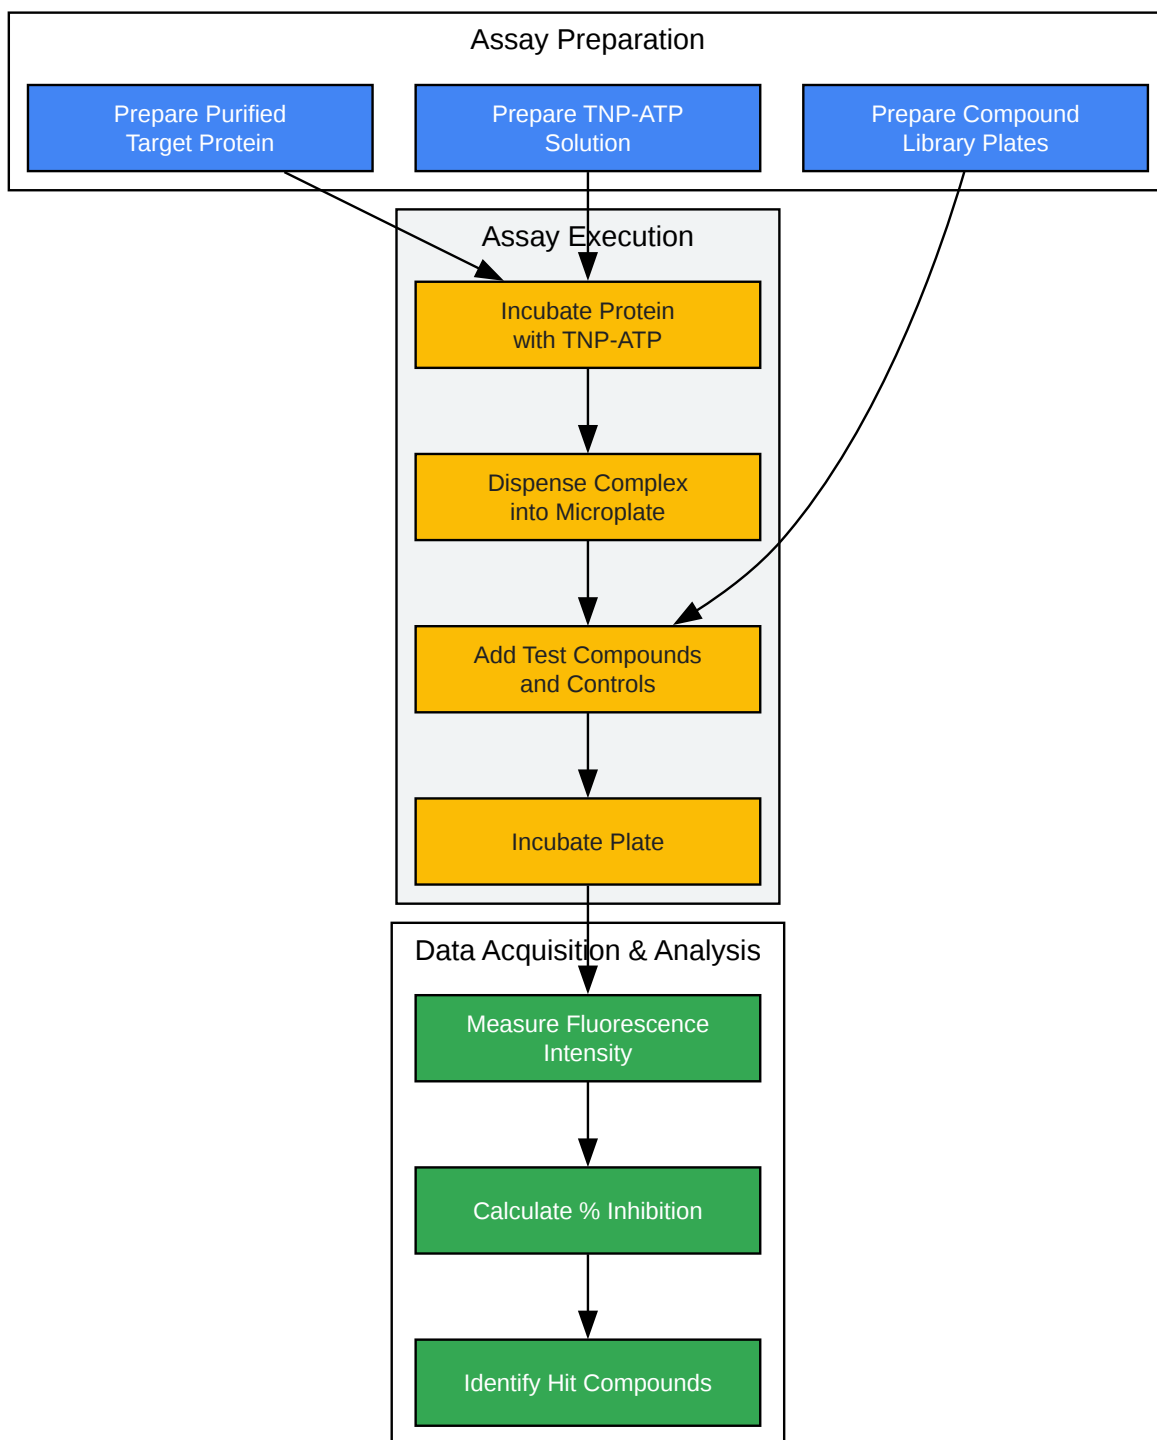 Assay Preparation
Prepare Purified
Target Protein
Prepare TNP-ATP
Solution
Prepare Compound
Library Plates
Assay Execution
Incubate Protein
with TNP-ATP
Dispense Complex
into Microplate
Add Test Compounds
and Controls
Incubate Plate
Data Acquisition & Analysis
Measure Fluorescence
Intensity
Calculate % Inhibition
Identify Hit Compounds